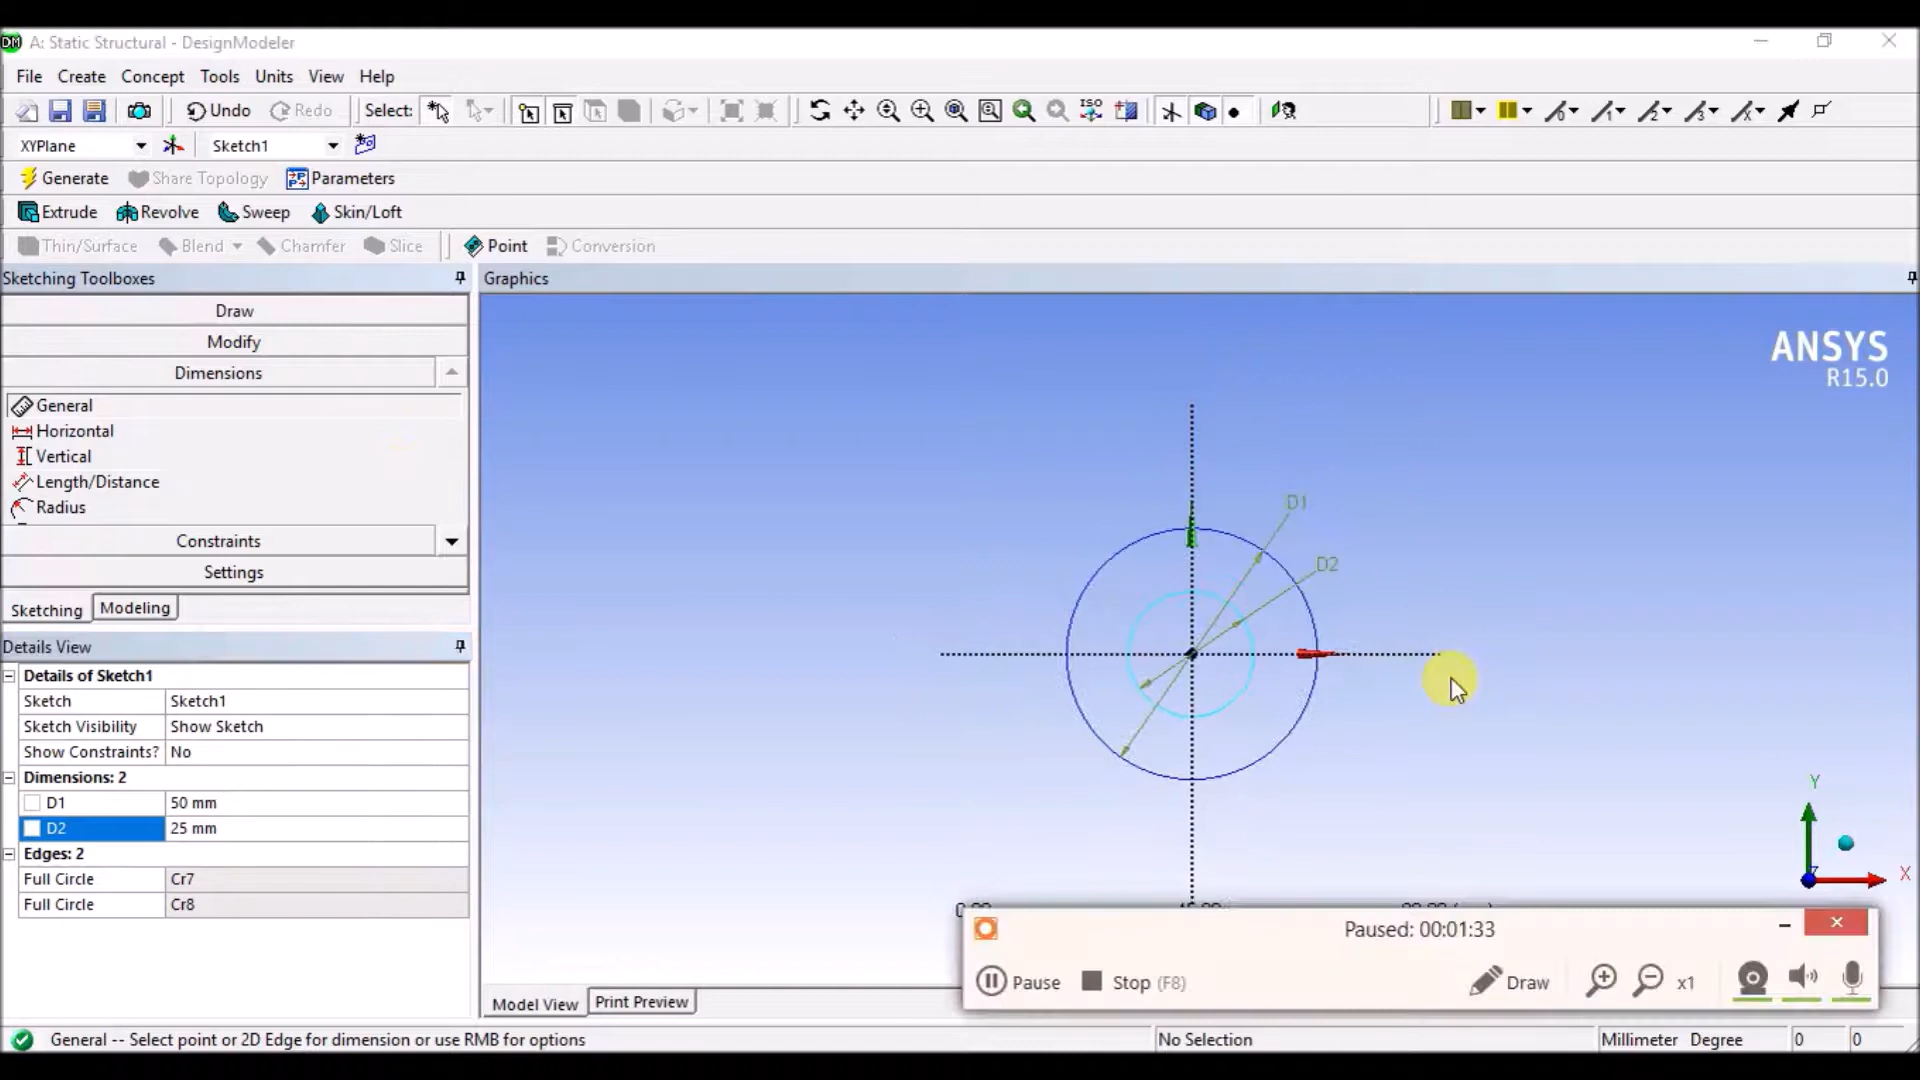 DM A: Static Structural - DesignModeler
File Create Concept Tools Units View Help
Undo Redo Select: ISO
XYPlane Sketch1
Generate Share Topology Parameters
Extrude Revolve Sweep Skin/Loft
Thin/Surface Blend Chamfer Slice Point Conversion
Sketching Toolboxes
Draw
Modify
Dimensions
General
Horizontal
Vertical
Length/Distance
Radius
Constraints
Settings
Sketching Modeling
Details View
Details of Sketch1
Sketch Sketch1
Sketch Visibility Show Sketch
Show Constraints? No
Dimensions: 2
D1 50 mm
D2 25 mm
Edges: 2
Full Circle Cr7
Full Circle Cr8
Graphics
ANSYS
R15.0
D1
D2
Y
X
Model View Print Preview
Paused: 00:01:33
Pause Stop (F8) Draw x1
General -- Select point or 2D Edge for dimension or use RMB for options No Selection Millimeter Degree 0 0